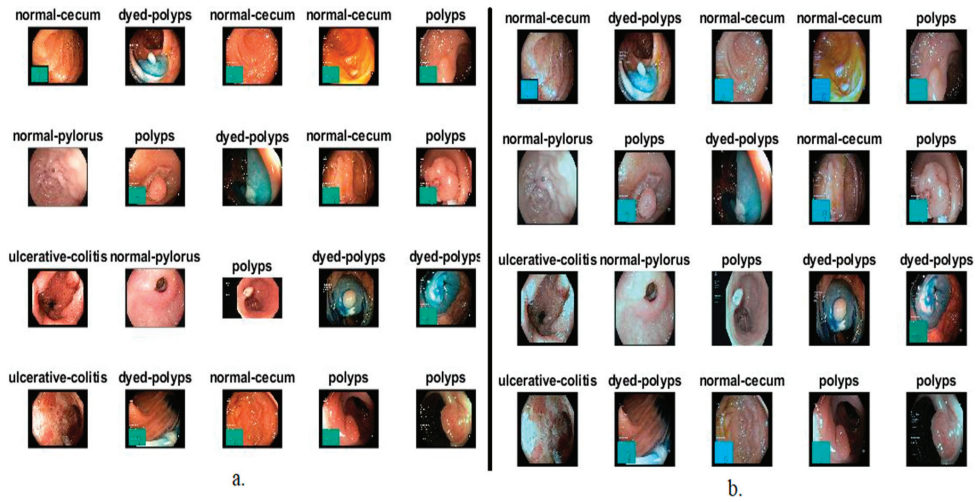 normal-cecum dyed-polyps normal-cecum normal-cecum polyps
normal-pylorus polyps dyed-polyps normal-cecum polyps
ulcerative-colitis normal-pylorus polyps dyed-polyps dyed-polyps
ulcerative-colitis dyed-polyps normal-cecum polyps polyps
a.
normal-cecum dyed-polyps normal-cecum normal-cecum polyps
normal-pylorus polyps dyed-polyps normal-cecum polyps
ulcerative-colitis normal-pylorus polyps dyed-polyps dyed-polyps
ulcerative-colitis dyed-polyps normal-cecum polyps polyps
b.